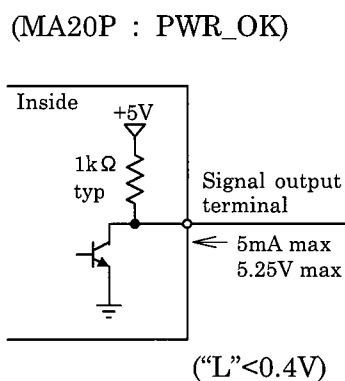 (MA20P : PWR_OK)
Inside
+5V
1kΩ
typ
Signal output
terminal
5mA max
5.25V max
(“L”<0.4V)